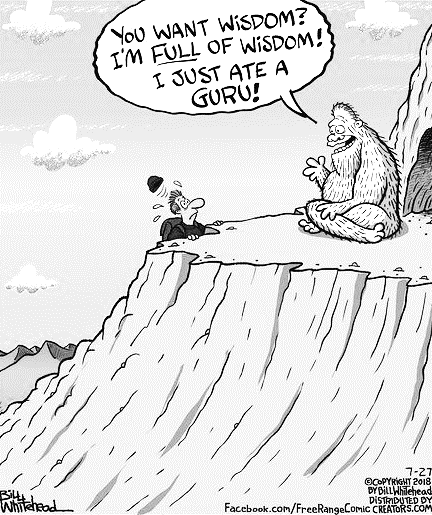 YOU WANT WISDOM?
I'M FULL OF WISDOM!
I JUST ATE A
GURU!
7-27
©COPYRIGHT 2018
BY Bill Whitehead
DISTRIBUTED BY
CREATORS.COM
Bill
Whitehead
Facebook.com/FreeRangeComic